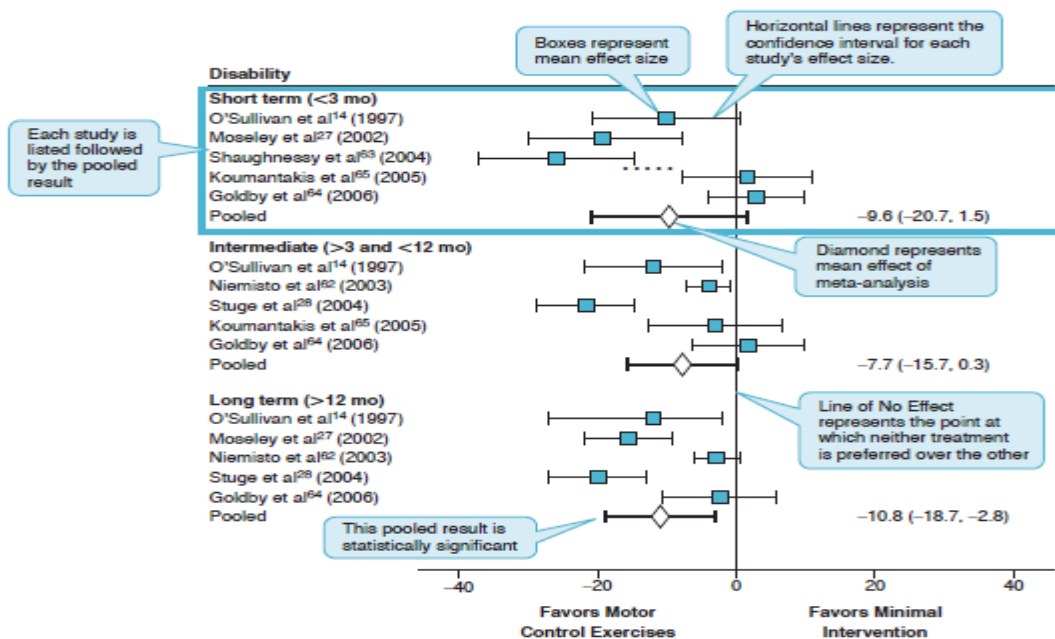 Boxes represent
mean effect size
Horizontal lines represent the
confidence interval for each
study's effect size.
Disability
Each study is
listed followed
by the pooled
result
Short term (<3 mo)
O'Sullivan et al14 (1997)
Moseley et al27 (2002)
Shaughnessy et al63 (2004)
Koumantakis et al65 (2005)
Goldby et al64 (2006)
Pooled −9.6 (−20.7, 1.5)
Diamond represents
mean effect of
meta-analysis
Intermediate (>3 and <12 mo)
O'Sullivan et al14 (1997)
Niemisto et al62 (2003)
Stuge et al28 (2004)
Koumantakis et al65 (2005)
Goldby et al64 (2006)
Pooled −7.7 (−15.7, 0.3)
Line of No Effect
represents the point at
which neither treatment
is preferred over the other
Long term (>12 mo)
O'Sullivan et al14 (1997)
Moseley et al27 (2002)
Niemisto et al62 (2003)
Stuge et al28 (2004)
Goldby et al64 (2006)
Pooled −10.8 (−18.7, −2.8)
This pooled result is
statistically significant
−40 −20 0 20 40
Favors Motor
Control Exercises
Favors Minimal
Intervention